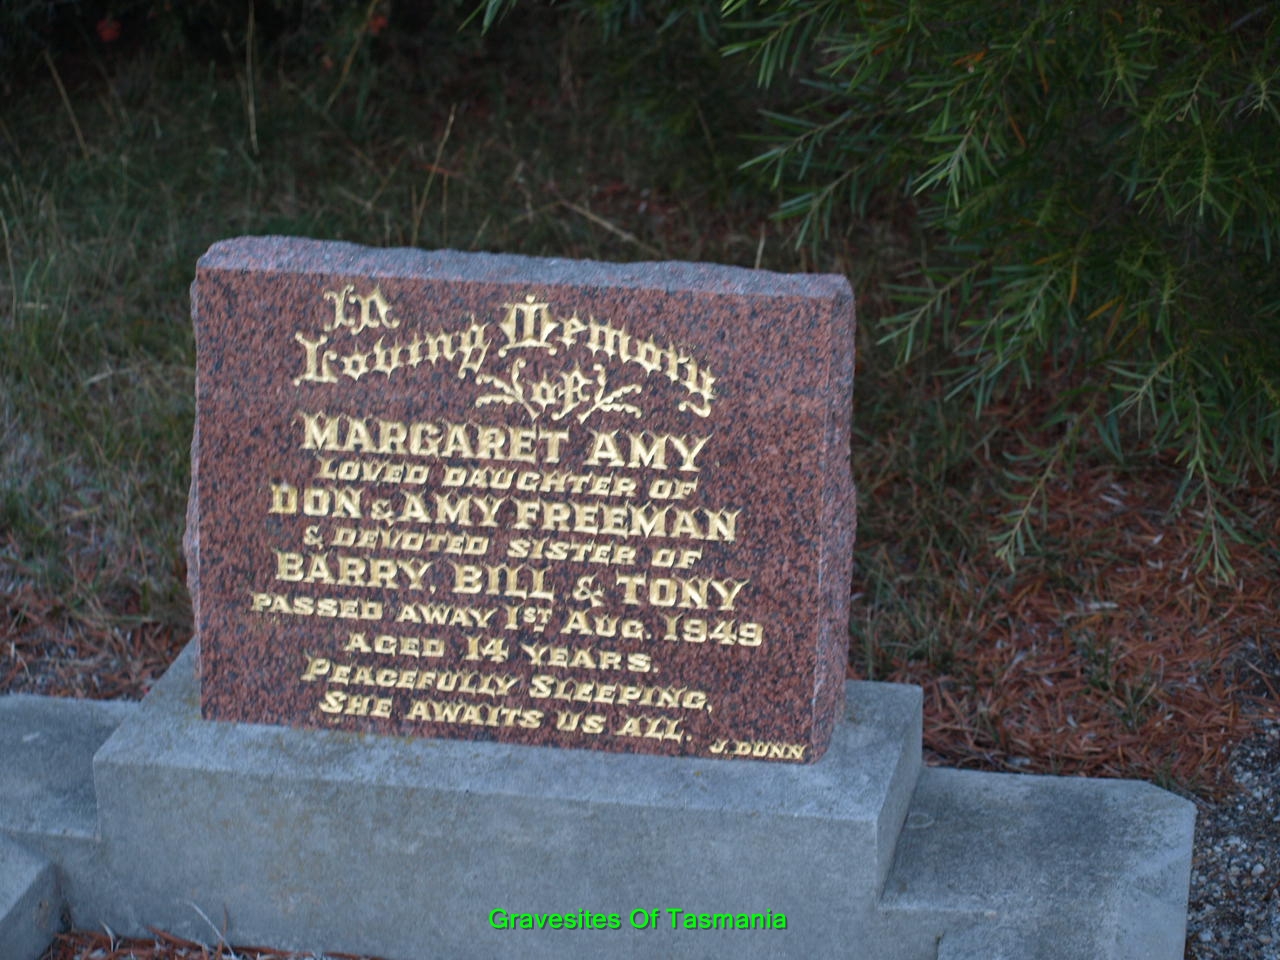 In
Loving Memory
of
MARGARET AMY
LOVED DAUGHTER OF
DON & AMY FREEMAN
& DEVOTED SISTER OF
BARRY, BILL & TONY
PASSED AWAY 1ST AUG. 1949
AGED 14 YEARS.
PEACEFULLY SLEEPING,
SHE AWAITS US ALL.
J. DUNN
Gravesites Of Tasmania